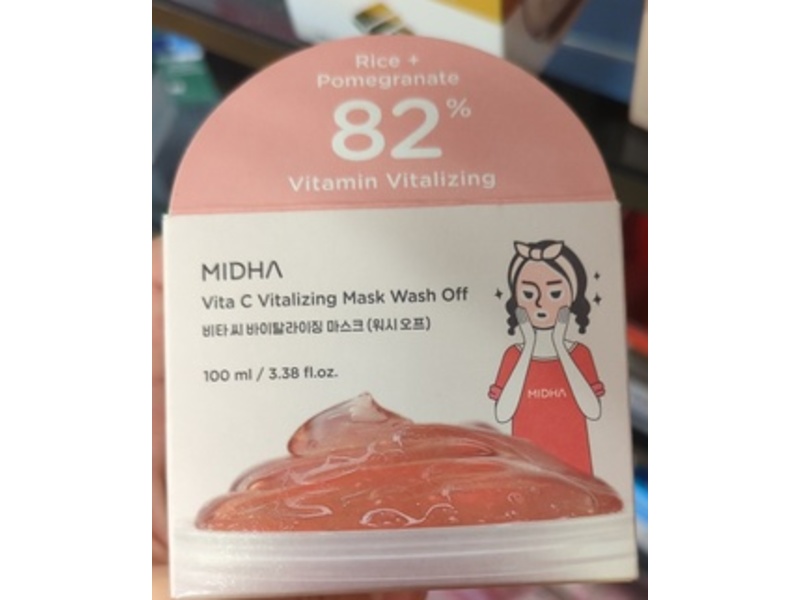 Rice +
Pomegranate
82%
Vitamin Vitalizing
MIDHA
Vita C Vitalizing Mask Wash Off
비타 씨 바이탈라이징 마스크 (워시 오프)
100 ml / 3.38 fl.oz.
MIDHA